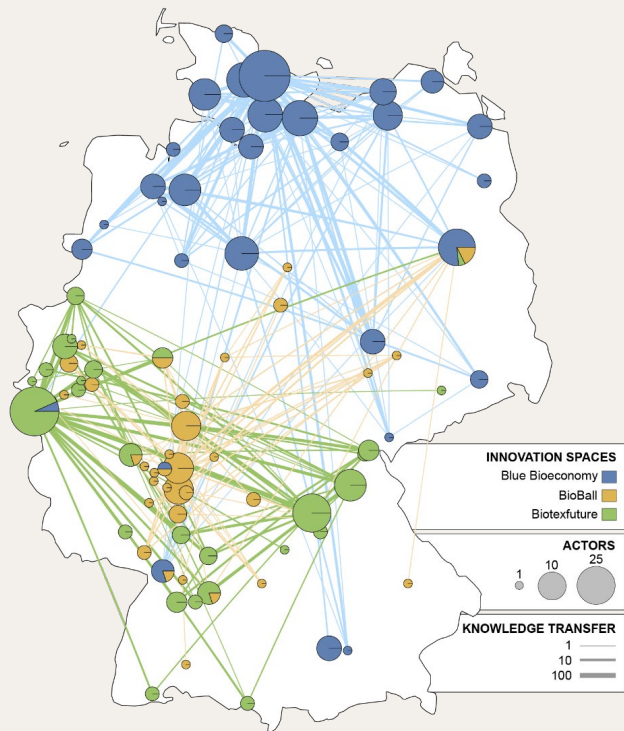 INNOVATION SPACES
Blue Bioeconomy
BioBall
Biotexfuture
ACTORS
1 10 25
KNOWLEDGE TRANSFER
1
10
100